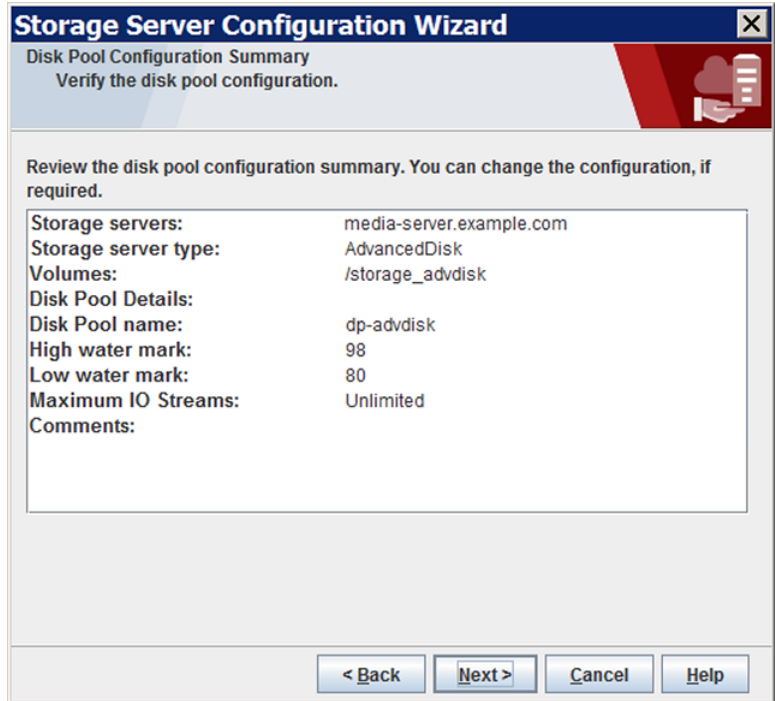 Storage Server Configuration Wizard
Disk Pool Configuration Summary
Verify the disk pool configuration.
Review the disk pool configuration summary. You can change the configuration, if
required.
Storage servers: media-server.example.com
Storage server type: AdvancedDisk
Volumes: /storage_advdisk
Disk Pool Details:
Disk Pool name: dp-advdisk
High water mark: 98
Low water mark: 80
Maximum IO Streams: Unlimited
Comments:
< Back Next > Cancel Help